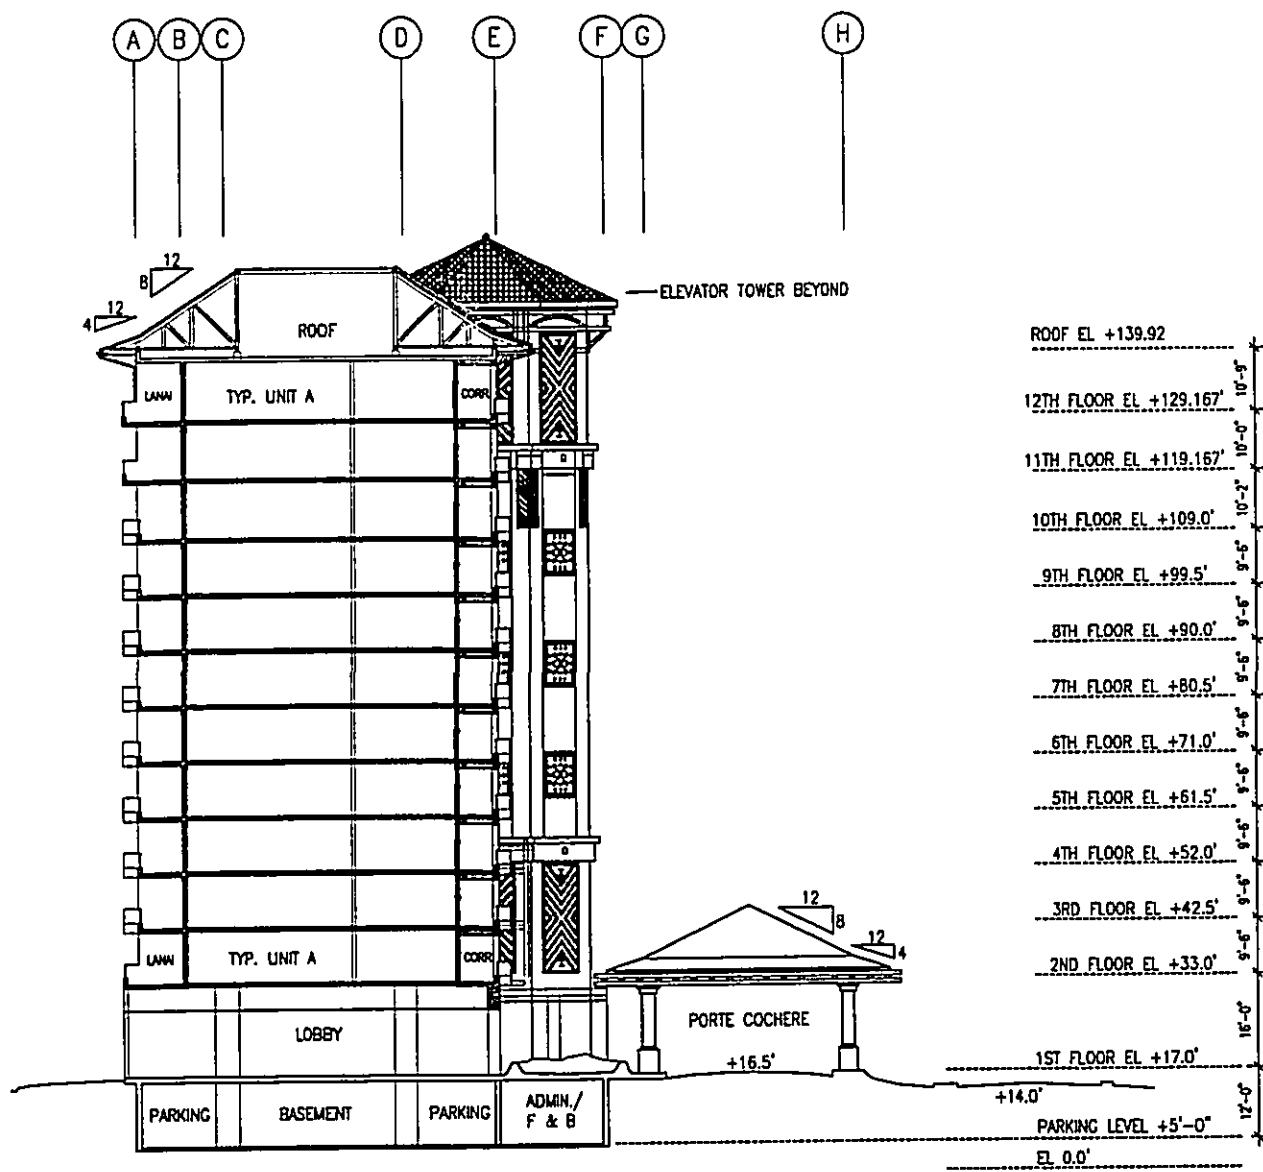 A B C D E F G H
12
8
12
4
ELEVATOR TOWER BEYOND
ROOF
ROOF EL +139.92
10'-9"
LANAI TYP. UNIT A CORR.
12TH FLOOR EL +129.167'
10'-0"
11TH FLOOR EL +119.167'
10'-2"
10TH FLOOR EL +109.0'
9'-6"
9TH FLOOR EL +99.5'
9'-6"
8TH FLOOR EL +90.0'
9'-6"
7TH FLOOR EL +80.5'
9'-6"
6TH FLOOR EL +71.0'
9'-6"
5TH FLOOR EL +61.5'
9'-6"
4TH FLOOR EL +52.0'
9'-6"
12
8
3RD FLOOR EL +42.5'
12
4
9'-6"
LANAI TYP. UNIT A CORR.
2ND FLOOR EL +33.0'
16'-0"
LOBBY
PORTE COCHERE
+16.5'
1ST FLOOR EL +17.0'
+14.0'
12'-0"
PARKING BASEMENT PARKING
ADMIN./
F & B
PARKING LEVEL +5'-0"
EL 0.0'